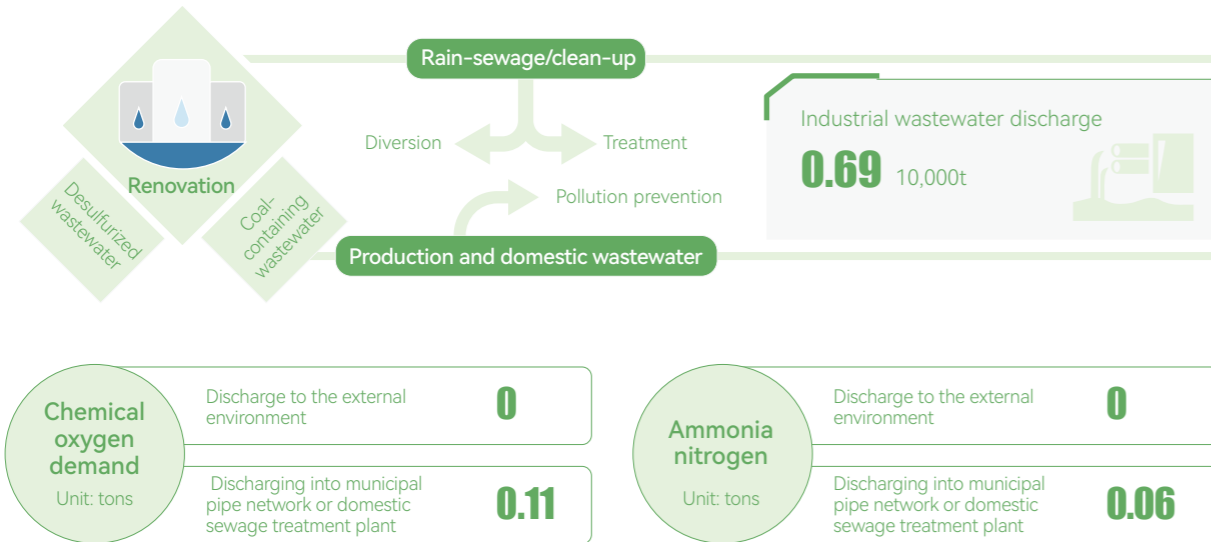 Rain-sewage/clean-up
Diversion
Treatment
Pollution prevention
Production and domestic wastewater
Renovation
Desulfurized
wastewater
Coal-
containing
wastewater
Industrial wastewater discharge
0.69 10,000t
Chemical
oxygen
demand
Unit: tons
Discharge to the external
environment
0
Discharging into municipal
pipe network or domestic
sewage treatment plant
0.11
Ammonia
nitrogen
Unit: tons
Discharge to the external
environment
0
Discharging into municipal
pipe network or domestic
sewage treatment plant
0.06